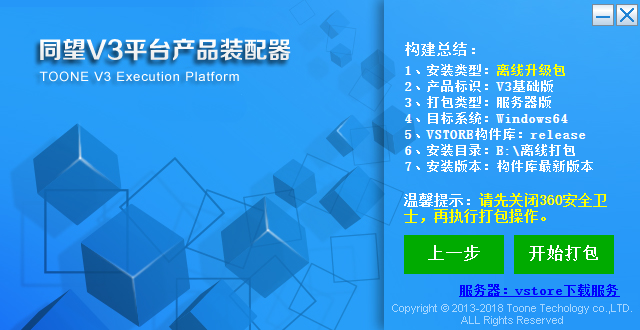 同望V3平台产品装配器
TOONE V3 Execution Platform
构建总结：
1、安装类型：离线升级包
2、产品标识：V3基础版
3、打包类型：服务器版
4、目标系统：Windows64
5、VSTORE构件库：release
6、安装目录：E:\离线打包
7、安装版本：构件库最新版本
温馨提示：请先关闭360安全卫
士，再执行打包操作。
上一步 开始打包
服务器：vstore下载服务
Copyright © 2013-2018 Toone Techology co.,LTD.
ALL Rights Reserved